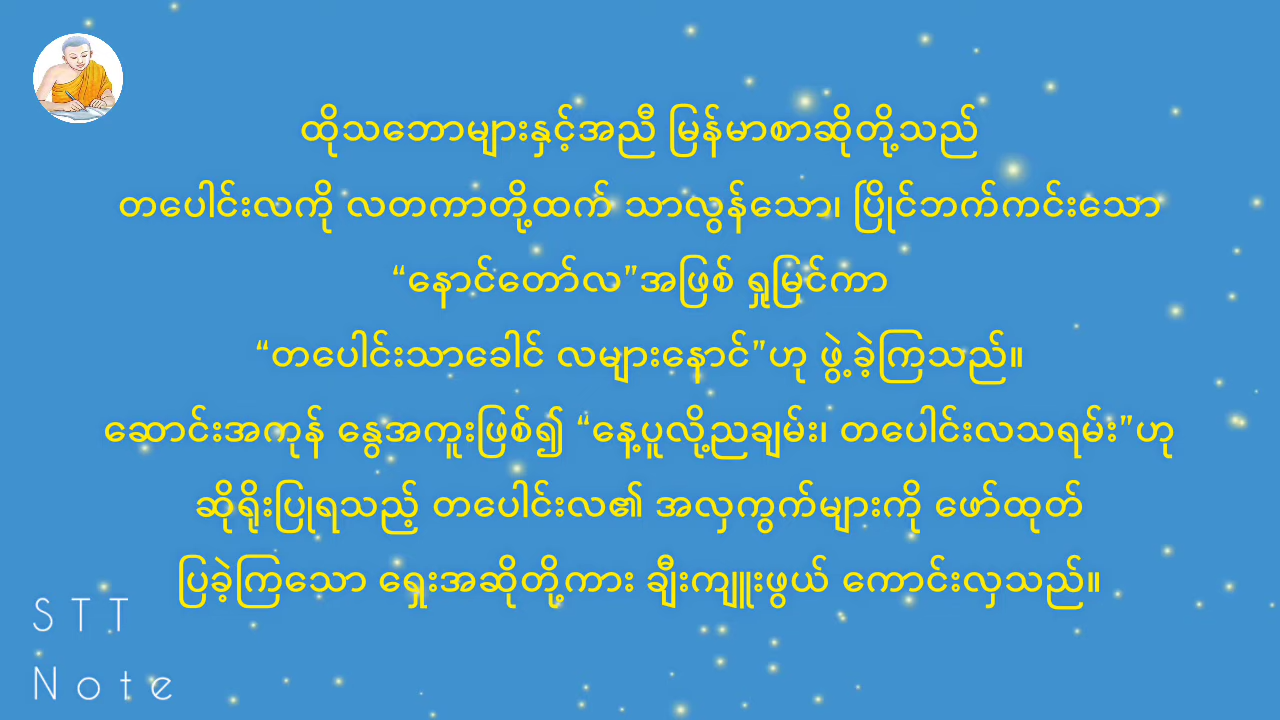 ထိုသဘောများနှင့်အညီ မြန်မာစာဆိုတို့သည်
တပေါင်းလကို လတကာတို့ထက် သာလွန်သော၊ ပြိုင်ဘက်ကင်းသော
“နောင်တော်လ”အဖြစ် ရှုမြင်ကာ
“တပေါင်းသာခေါင် လများနောင်”ဟု ဖွဲ့ခဲ့ကြသည်။
ဆောင်းအကုန် နွေအကူးဖြစ်၍ “နေ့ပူလို့ညချမ်း၊ တပေါင်းလသရမ်း”ဟု
ဆိုရိုးပြုရသည့် တပေါင်းလ၏ အလှကွက်များကို ဖော်ထုတ်
ပြခဲ့ကြသော ရှေးအဆိုတို့ကား ချီးကျူးဖွယ် ကောင်းလှသည်။
STT
Note